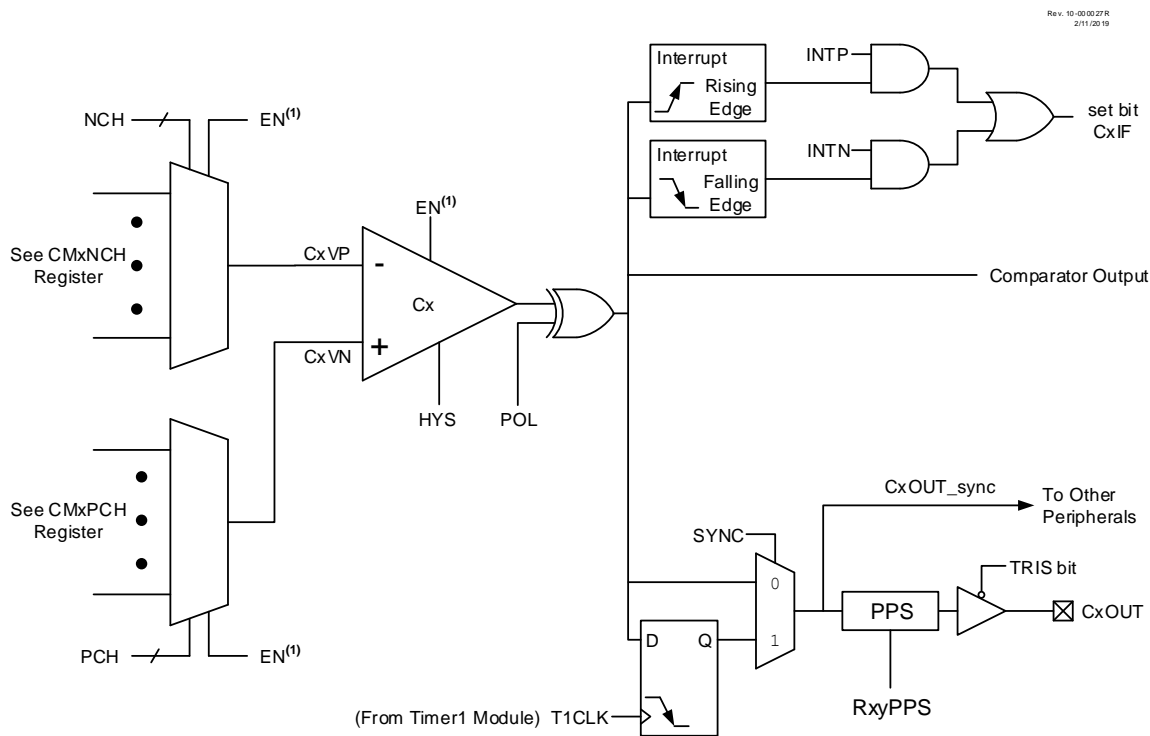 Rev. 10-000027R
2/11/2019
NCH
EN(1)
See CMxNCH
Register
CxVP
EN(1)
-
Cx
+
CxVN
HYS
POL
See CMxPCH
Register
PCH
EN(1)
Interrupt
Rising
Edge
INTP
Interrupt
Falling
Edge
INTN
set bit
CxIF
Comparator Output
CxOUT_sync
To Other
Peripherals
SYNC
0
1
TRIS bit
PPS
CxOUT
RxyPPS
D
Q
(From Timer1 Module) T1CLK